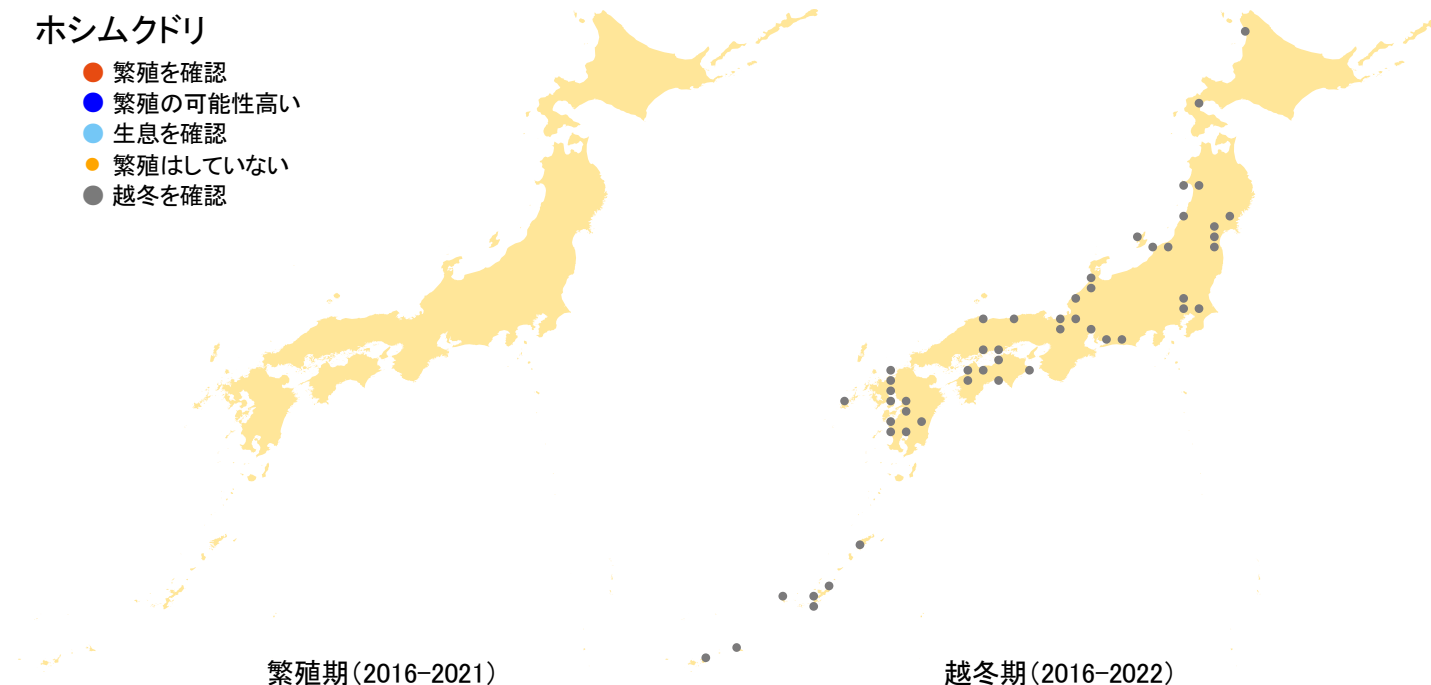 ホシムクドリ
繁殖を確認
繁殖の可能性高い
生息を確認
繁殖はしていない
越冬を確認
繁殖期(2016-2021)
越冬期(2016-2022)